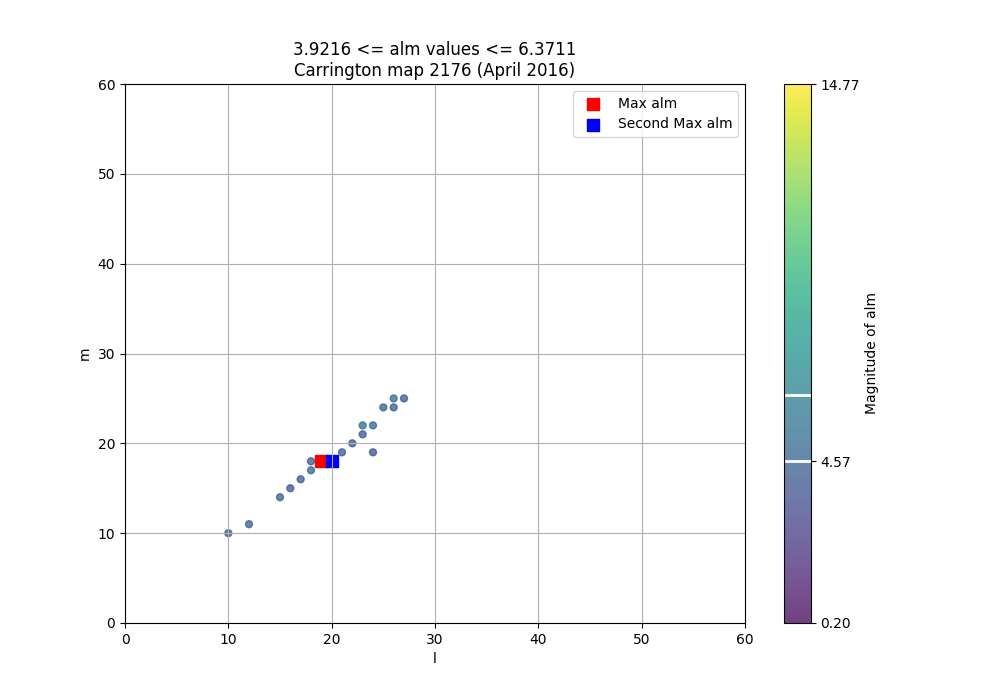 3.9216 <= alm values <= 6.3711
Carrington map 2176 (April 2016)
Max alm
Second Max alm
60
50
40
30
20
10
0
m
0 10 20 30 40 50 60
l
14.77
4.57
0.20
Magnitude of alm